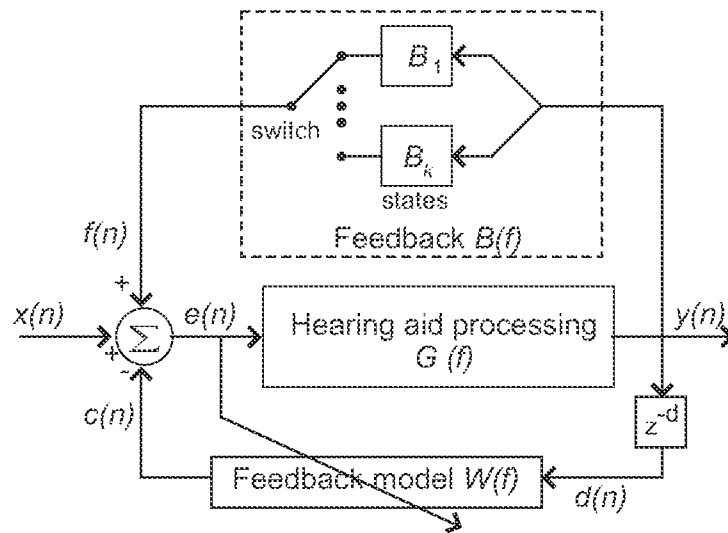 B₁
switch
Bₖ
states
Feedback B(f)
f(n)
+
x(n)
+
Σ
-
e(n)
Hearing aid processing
G (f)
y(n)
c(n)
z⁻ᵈ
Feedback model W(f)
d(n)